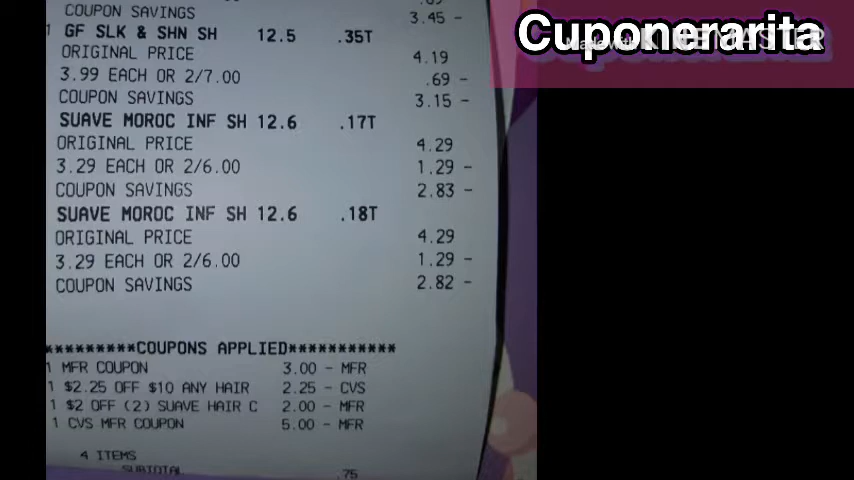 COUPON SAVINGS 3.45 -
1 GF SLK & SHN SH 12.5 .35T
ORIGINAL PRICE 4.19
3.99 EACH OR 2/7.00 .69 -
COUPON SAVINGS 3.15 -
SUAVE MOROC INF SH 12.6 .17T
ORIGINAL PRICE 4.29
3.29 EACH OR 2/6.00 1.29 -
COUPON SAVINGS 2.83 -
SUAVE MOROC INF SH 12.6 .18T
ORIGINAL PRICE 4.29
3.29 EACH OR 2/6.00 1.29 -
COUPON SAVINGS 2.82 -
*********COUPONS APPLIED***********
1 MFR COUPON 3.00 - MFR
1 $2.25 OFF $10 ANY HAIR 2.25 - CVS
1 $2 OFF (2) SUAVE HAIR C 2.00 - MFR
1 CVS MFR COUPON 5.00 - MFR
4 ITEMS
SUBTOTAL .75
Cuponerarita
Made with KINEMASTER